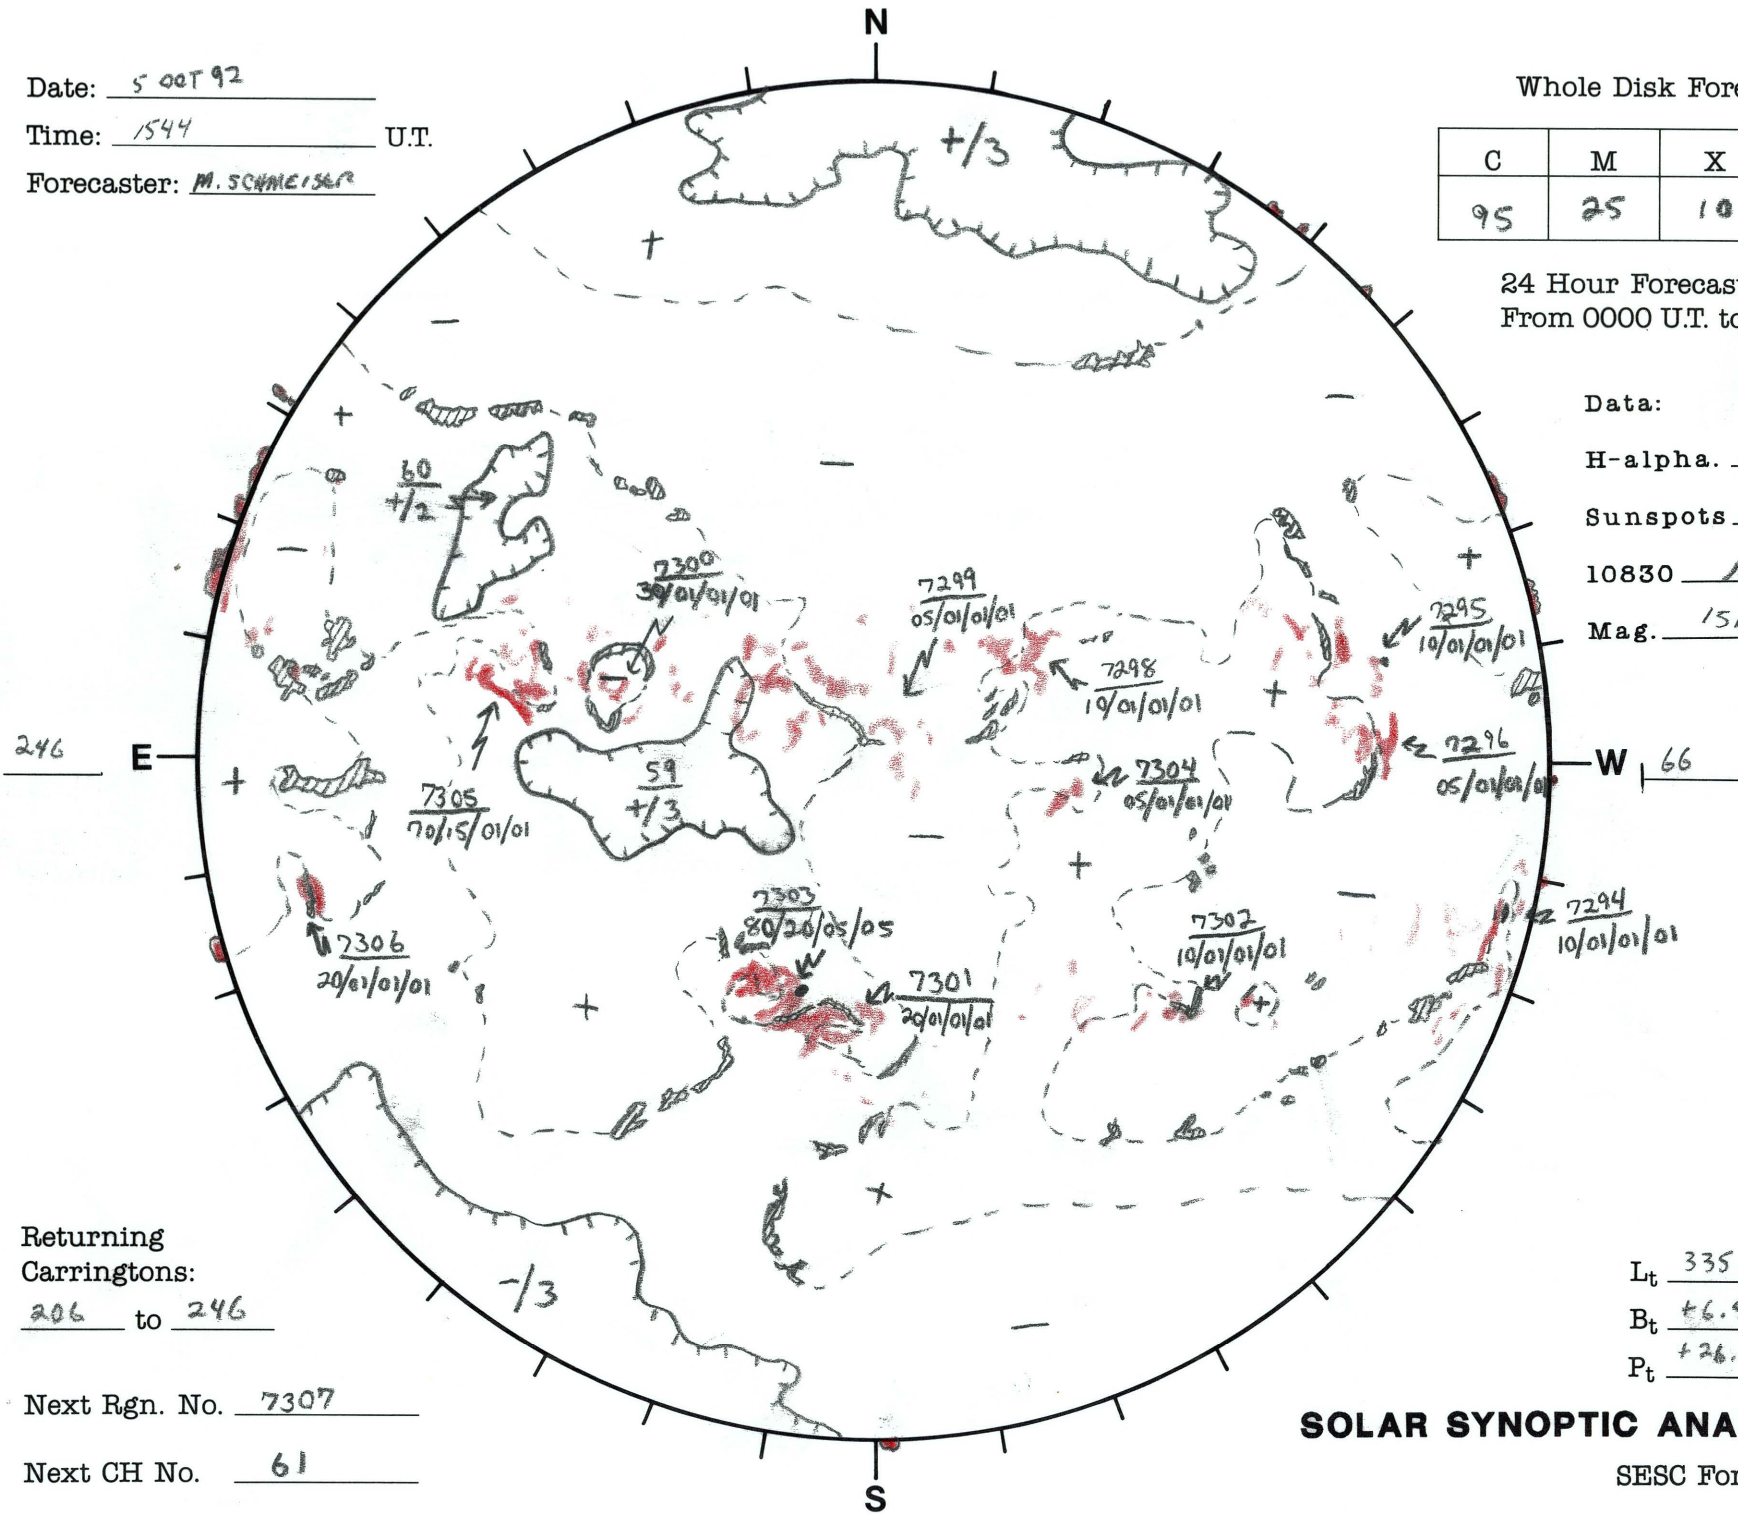 N
Date: 5 OCT 92
Time: 1544 U.T.
Forecaster: M. SCHMEISER
Whole Disk Fore
C M X
95 25 10
24 Hour Forecas
From 0000 U.T. to
Data:
H-alpha.
Sunspots
10830
Mag.
+/3
+
-
+
-
-
60
+/2
-
+
7300
30/01/01/01
7299
05/01/01/01
7295
10/01/01/01
7298
10/01/01/01
-
+
246
E
W
66
+
59
+/3
7296
05/01/01/01
7304
05/01/01/01
7305
70/15/01/01
-
+
-
7303
80/20/05/05
7302
10/01/01/01
7294
10/01/01/01
7306
20/01/01/01
7301
20/01/01/01
+
+
+
Returning
Carringtons:
206 to 246
-/3
-
Lt 335
Bt +6.
Pt +26.
Next Rgn. No. 7307
Next CH No. 61
SOLAR SYNOPTIC ANA
SESC For
S